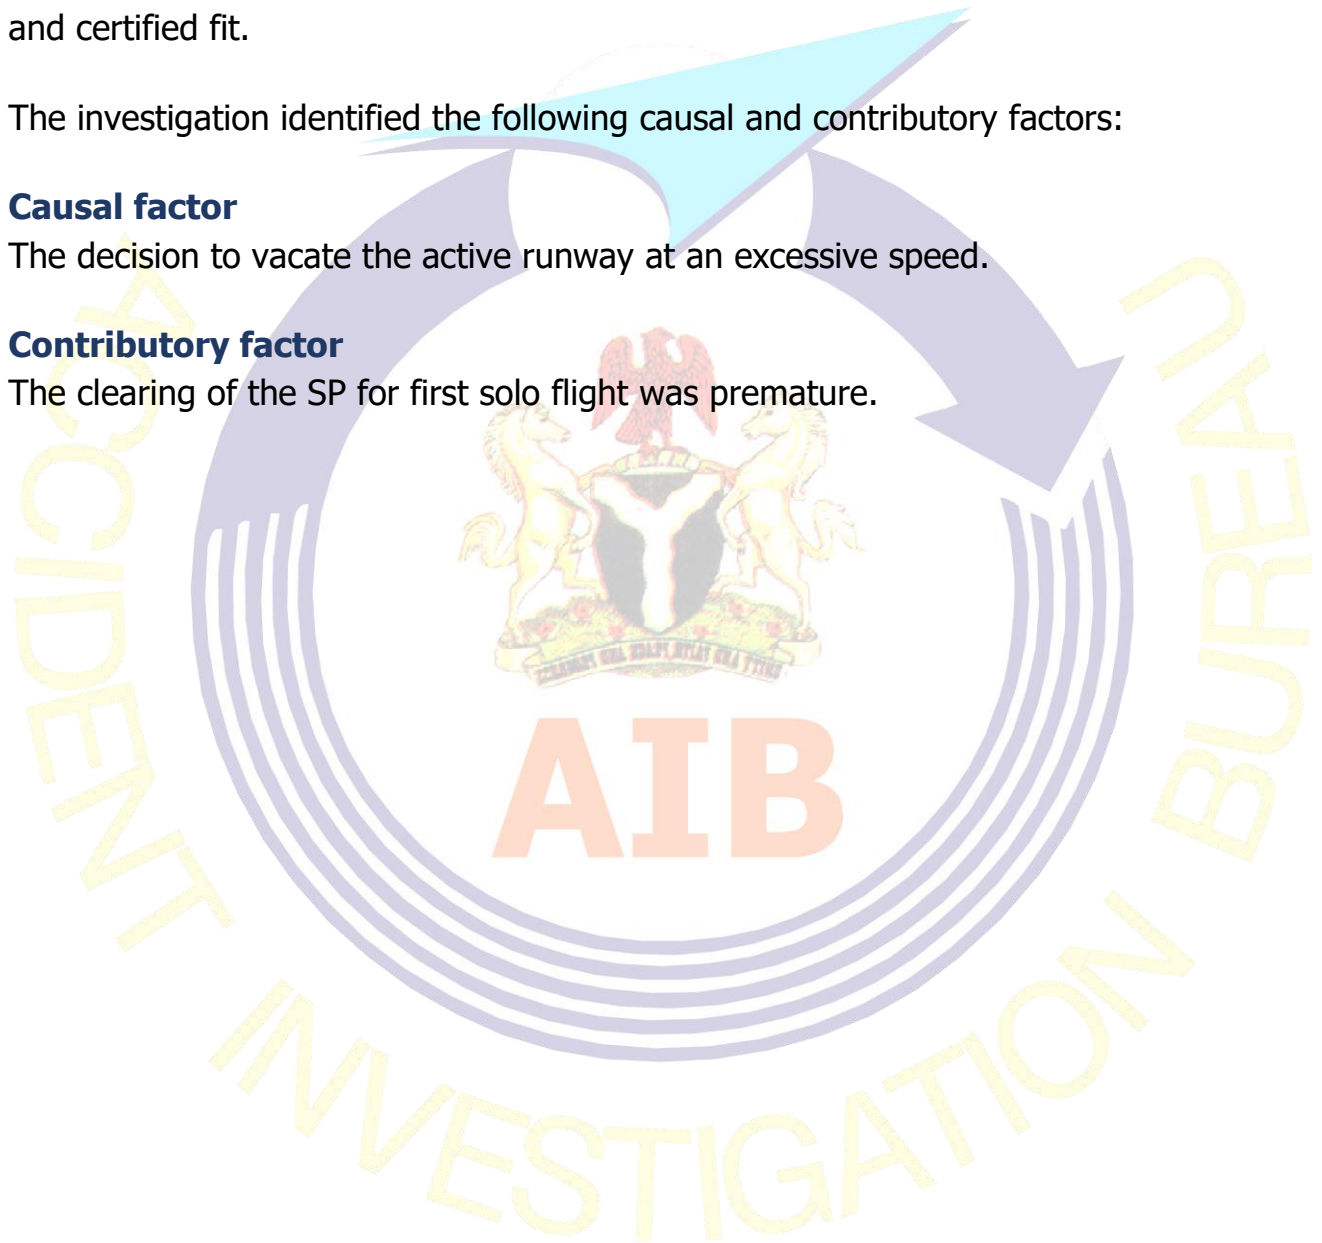 and certified fit.
The investigation identified the following causal and contributory factors:
Causal factor
The decision to vacate the active runway at an excessive speed.
Contributory factor
The clearing of the SP for first solo flight was premature.
AIB
ACCIDENT INVESTIGATION BUREAU